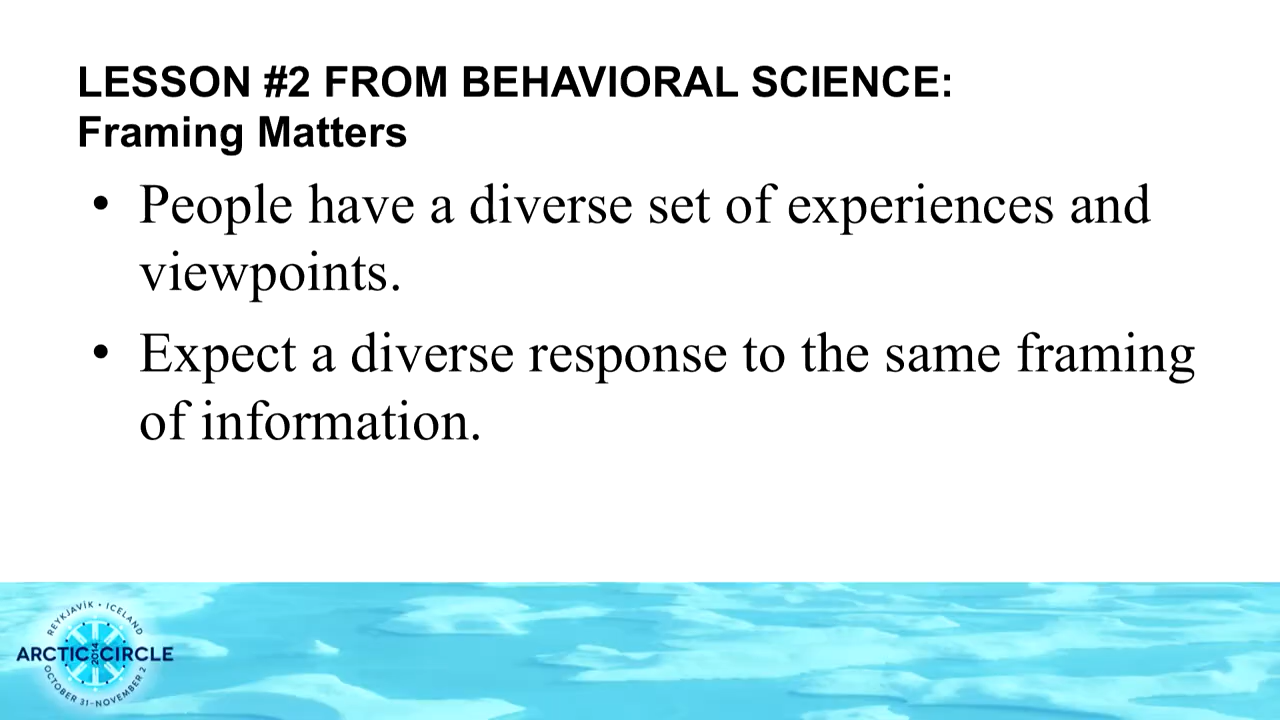 LESSON #2 FROM BEHAVIORAL SCIENCE:
Framing Matters
• People have a diverse set of experiences and
viewpoints.
• Expect a diverse response to the same framing
of information.
REYKJAVÍK • ICELAND
ARCTIC CIRCLE
2014
OCTOBER 31–NOVEMBER 2